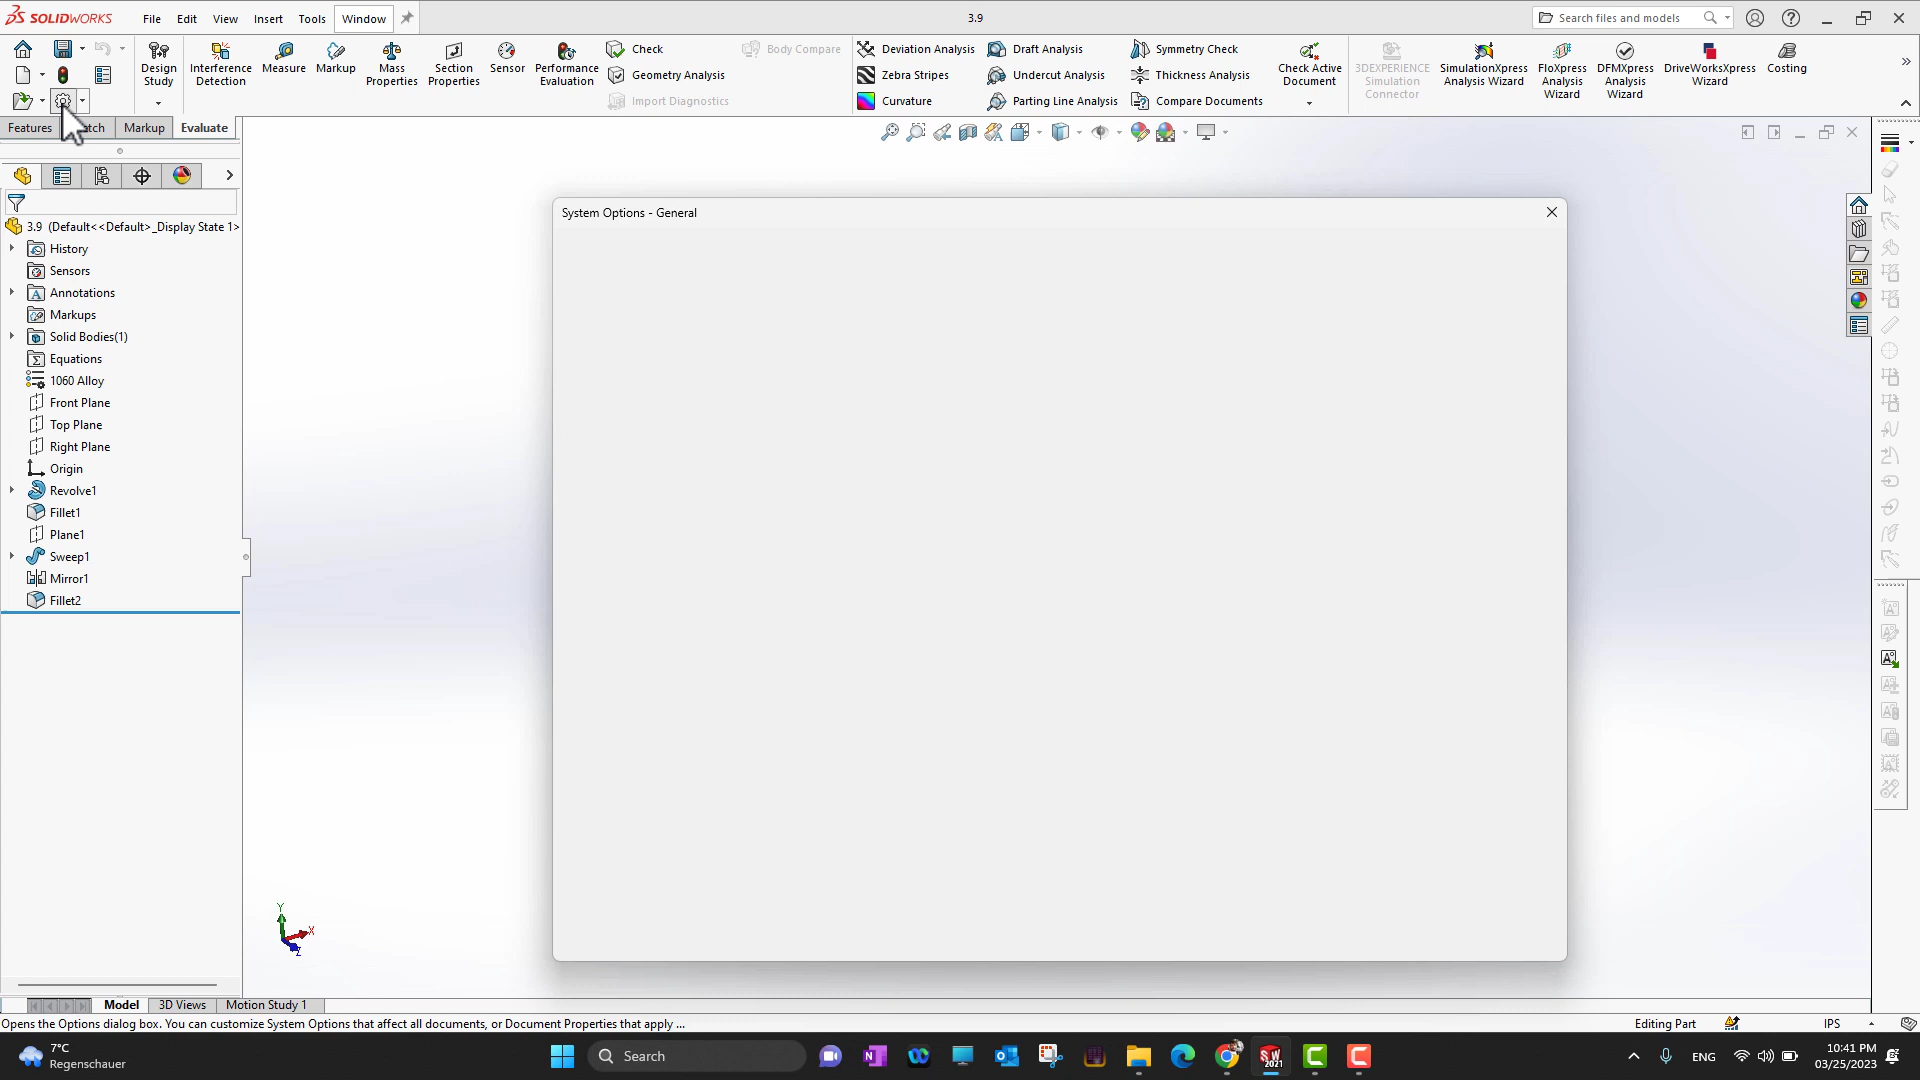 SOLIDWORKS
File Edit View Insert Tools Window
3.9
Search files and models
Design Study
Interference Detection
Measure
Markup
Mass Properties
Section Properties
Sensor
Performance Evaluation
Check
Geometry Analysis
Import Diagnostics
Body Compare
Deviation Analysis
Zebra Stripes
Curvature
Draft Analysis
Undercut Analysis
Parting Line Analysis
Symmetry Check
Thickness Analysis
Compare Documents
Check Active Document
3DEXPERIENCE Simulation Connector
SimulationXpress Analysis Wizard
FloXpress Analysis Wizard
DFMXpress Analysis Wizard
DriveWorksXpress Wizard
Costing
Features tch Markup Evaluate
System Options - General
3.9 (Default<<Default>_Display State 1>
History
Sensors
Annotations
Markups
Solid Bodies(1)
Equations
1060 Alloy
Front Plane
Top Plane
Right Plane
Origin
Revolve1
Fillet1
Plane1
Sweep1
Mirror1
Fillet2
Y
X
Z
Model 3D Views Motion Study 1
Opens the Options dialog box. You can customize System Options that affect all documents, or Document Properties that apply ...
Editing Part
IPS
7°C
Regenschauer
Search
SW 2021
ENG
10:41 PM
03/25/2023